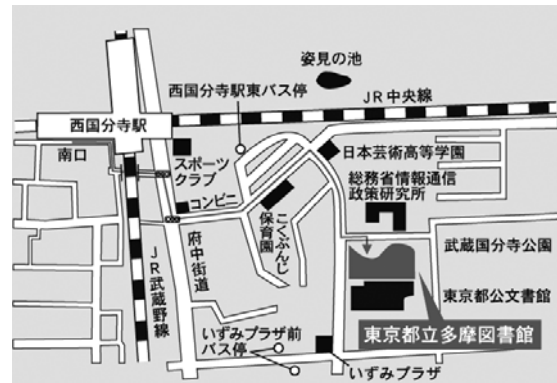 姿見の池
西国分寺駅東バス停
JR中央線
西国分寺駅
南口
スポーツ
クラブ
日本芸術高等学園
総務省情報通信
政策研究所
コンビニ
こくぶんじ
保育園
府中街道
JR武蔵野線
武蔵国分寺公園
東京都公文書館
東京都立多摩図書館
いずみプラザ前
バス停
いずみプラザ